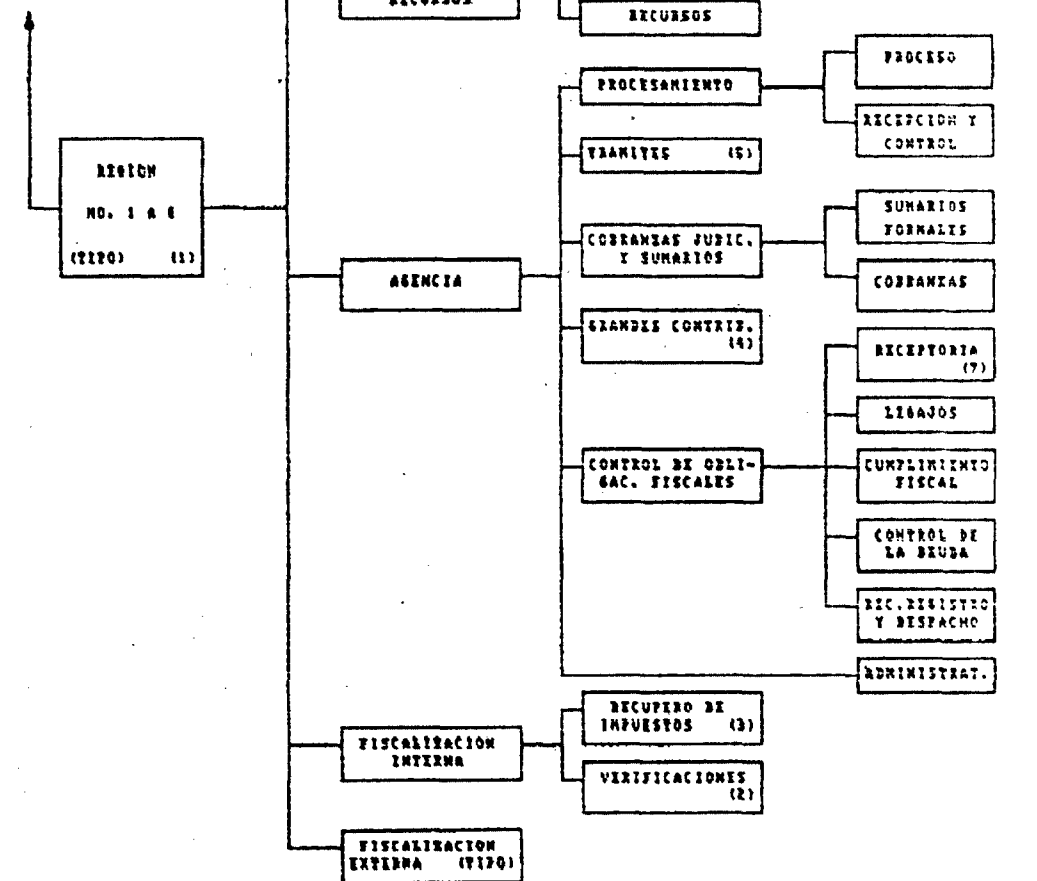 RECURSOS
RECURSOS
PROCESAMIENTO
PROCESO
RECEPCION Y
CONTROL
TRAMITES (5)
REGION
NO. 1 A 6
(TIPO) (1)
COBRANZAS JUDIC.
Y SUMARIOS
SUMARIOS
FORMALES
COBRANZAS
AGENCIA
GRANDES CONTRIB.
(4)
RECEPTORIA
(7)
LEGAJOS
CONTROL DE OBLI-
GAC. FISCALES
CUMPLIMIENTO
FISCAL
CONTROL DE
LA DEUDA
REC.REGISTRO
Y DESPACHO
ADMINISTRAT.
FISCALIZACION
INTERNA
RECUPERO DE
IMPUESTOS (3)
VERIFICACIONES
(2)
FISCALIZACION
EXTERNA (TIPO)